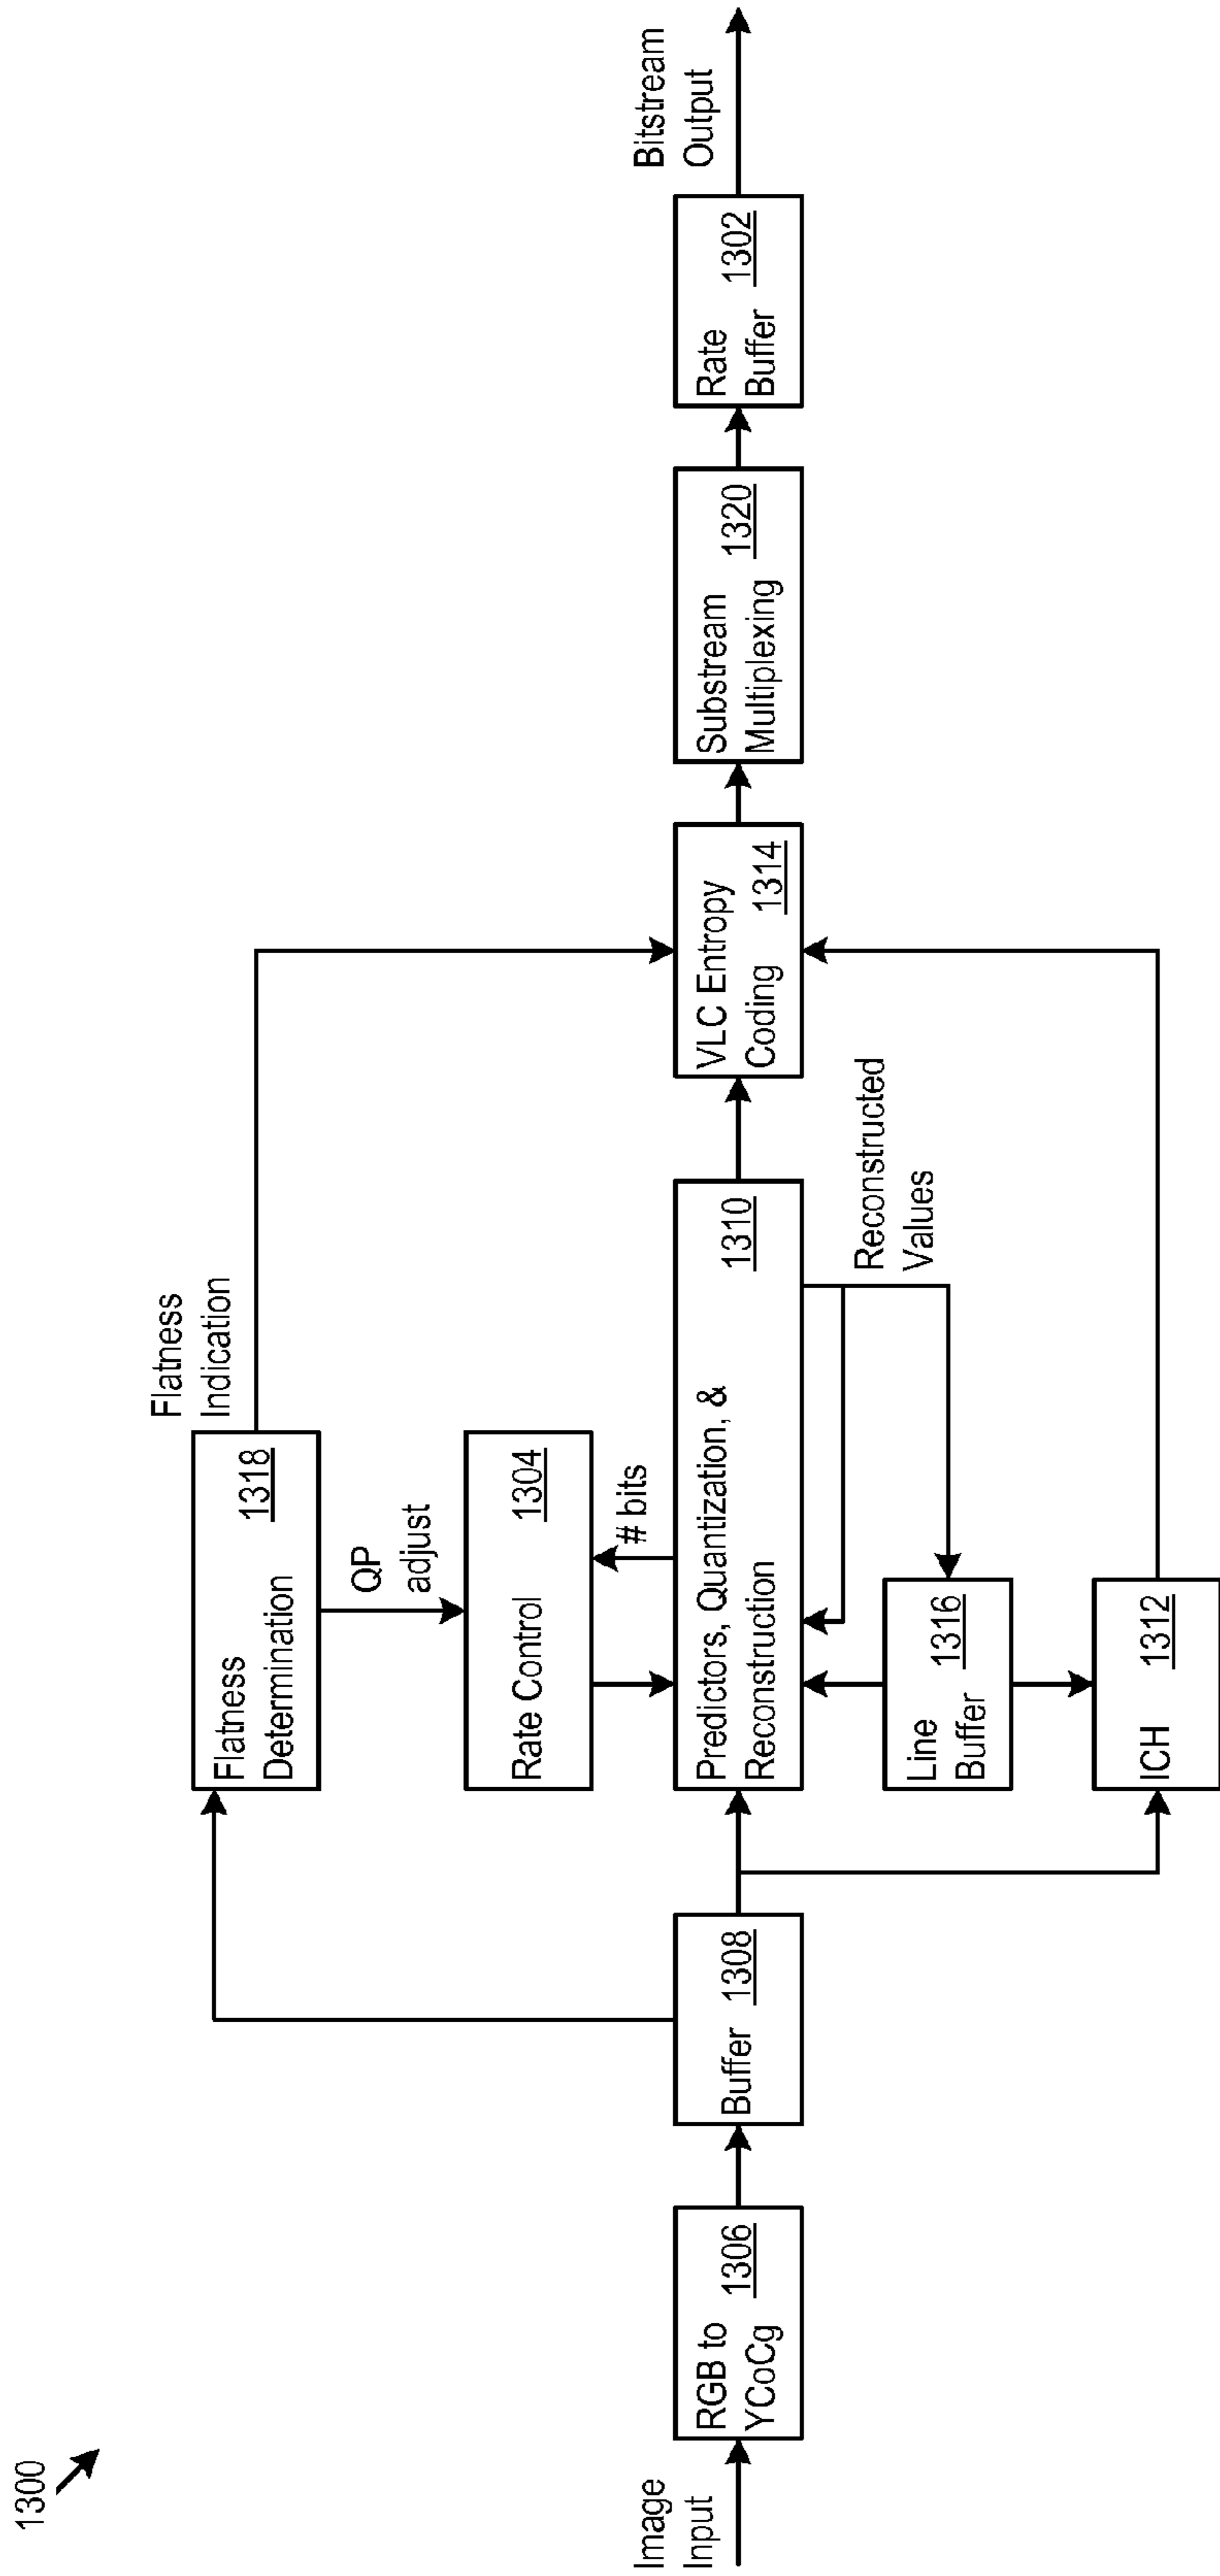 1300
Flatness
Indication
Flatness
Determination 1318
QP
adjust
Rate Control 1304
# bits
Image
Input
RGB to
YCoCg 1306
Buffer 1308
Predictors, Quantization, &
Reconstruction 1310
VLC Entropy
Coding 1314
Substream 1320
Multiplexing
Rate 1302
Buffer
Bitstream
Output
Reconstructed
Values
Line 1316
Buffer
ICH 1312